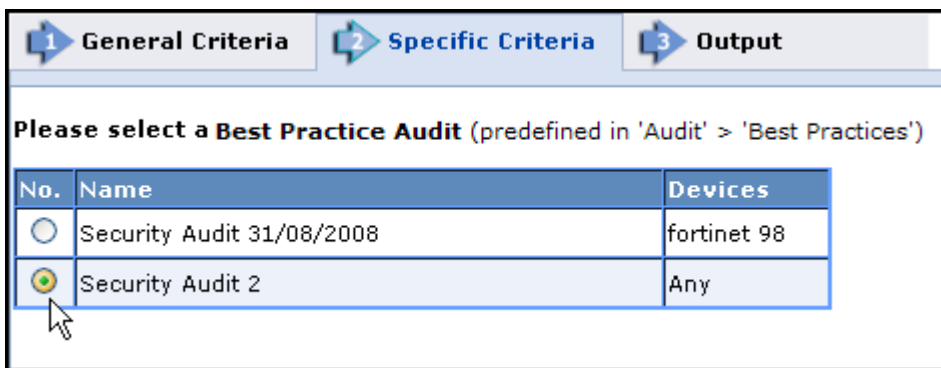 1 General Criteria 2 Specific Criteria 3 Output
Please select a Best Practice Audit (predefined in 'Audit' > 'Best Practices')
No. Name Devices
Security Audit 31/08/2008 fortinet 98
Security Audit 2 Any